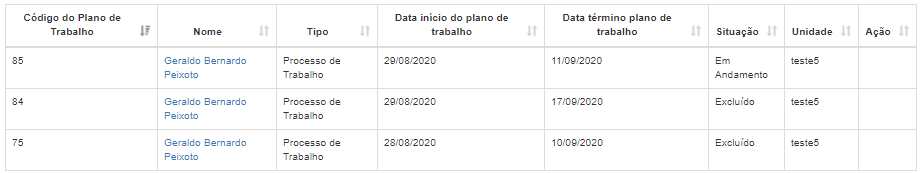 Código do Plano de Trabalho Nome Tipo Data início do plano de trabalho Data término plano de trabalho Situação Unidade Ação
85 Geraldo Bernardo Peixoto Processo de Trabalho 29/08/2020 11/09/2020 Em Andamento teste5
84 Geraldo Bernardo Peixoto Processo de Trabalho 29/08/2020 17/09/2020 Excluído teste5
75 Geraldo Bernardo Peixoto Processo de Trabalho 28/08/2020 10/09/2020 Excluído teste5